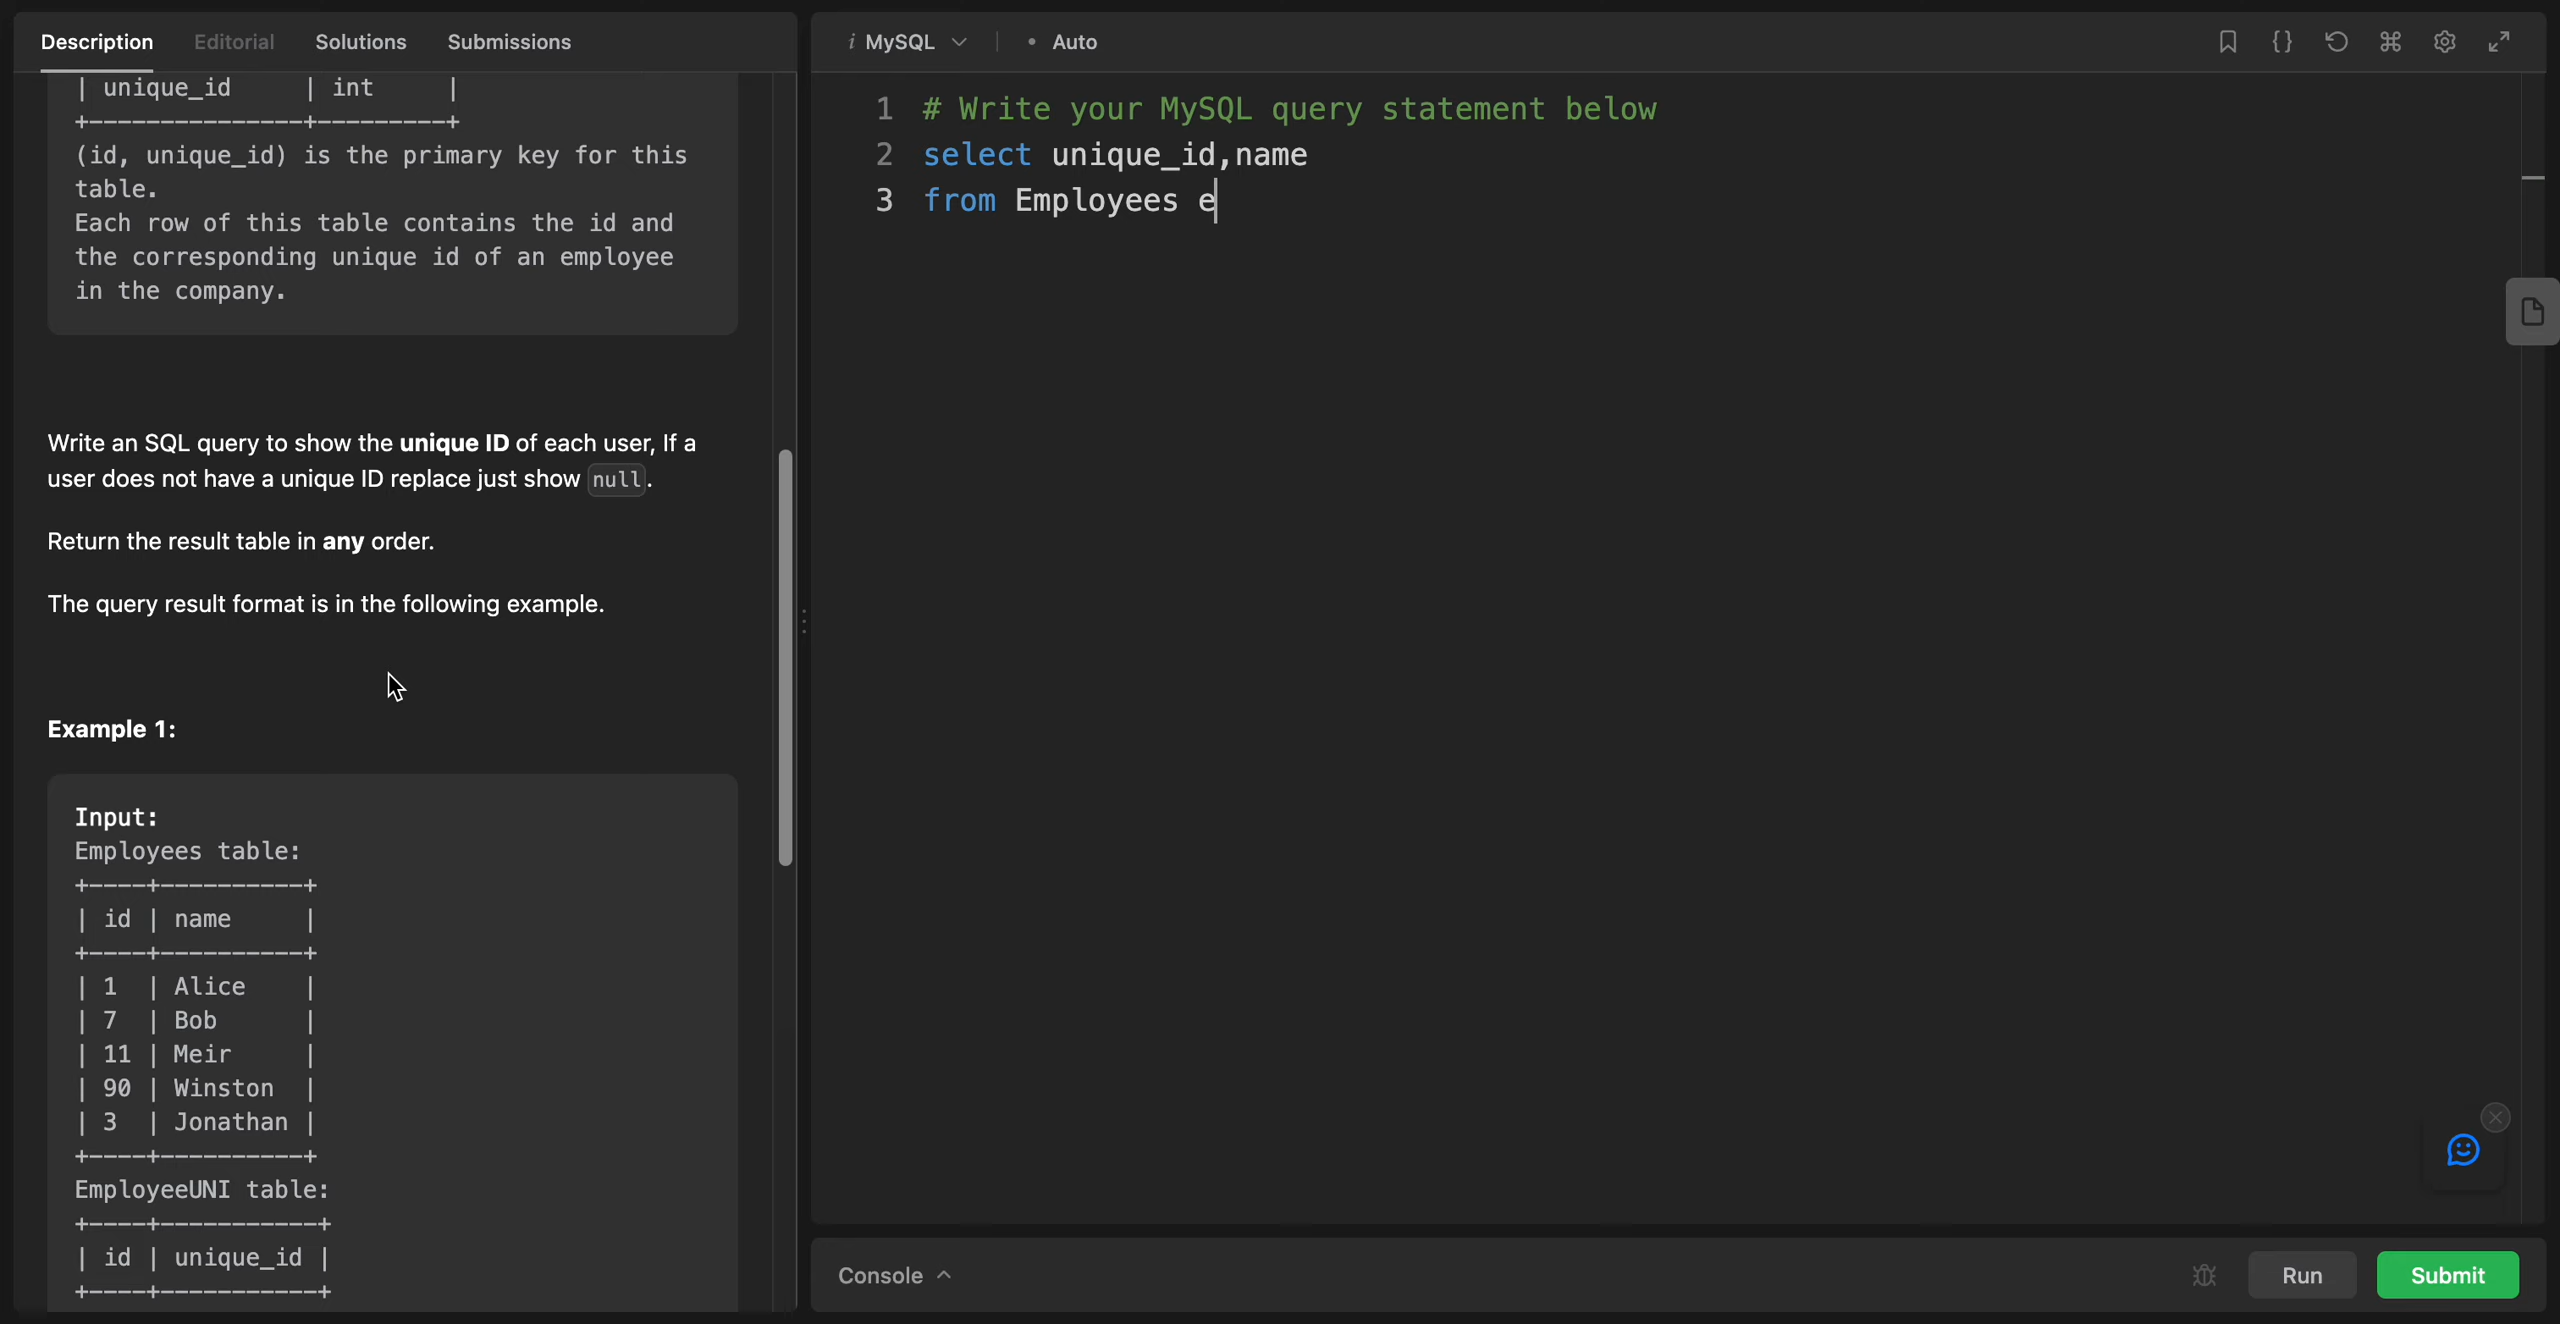 Description Editorial Solutions Submissions
| unique_id     | int     |
+---------------+---------+
(id, unique_id) is the primary key for this
table.
Each row of this table contains the id and
the corresponding unique id of an employee
in the company.
Write an SQL query to show the unique ID of each user, If a
user does not have a unique ID replace just show null.
Return the result table in any order.
The query result format is in the following example.
Example 1:
Input:
Employees table:
+----+----------+
| id | name     |
+----+----------+
| 1  | Alice    |
| 7  | Bob      |
| 11 | Meir     |
| 90 | Winston  |
| 3  | Jonathan |
+----+----------+
EmployeeUNI table:
+----+-----------+
| id | unique_id |
+----+-----------+
i MySQL • Auto
1 # Write your MySQL query statement below
2 select unique_id,name
3 from Employees e
Console Run Submit